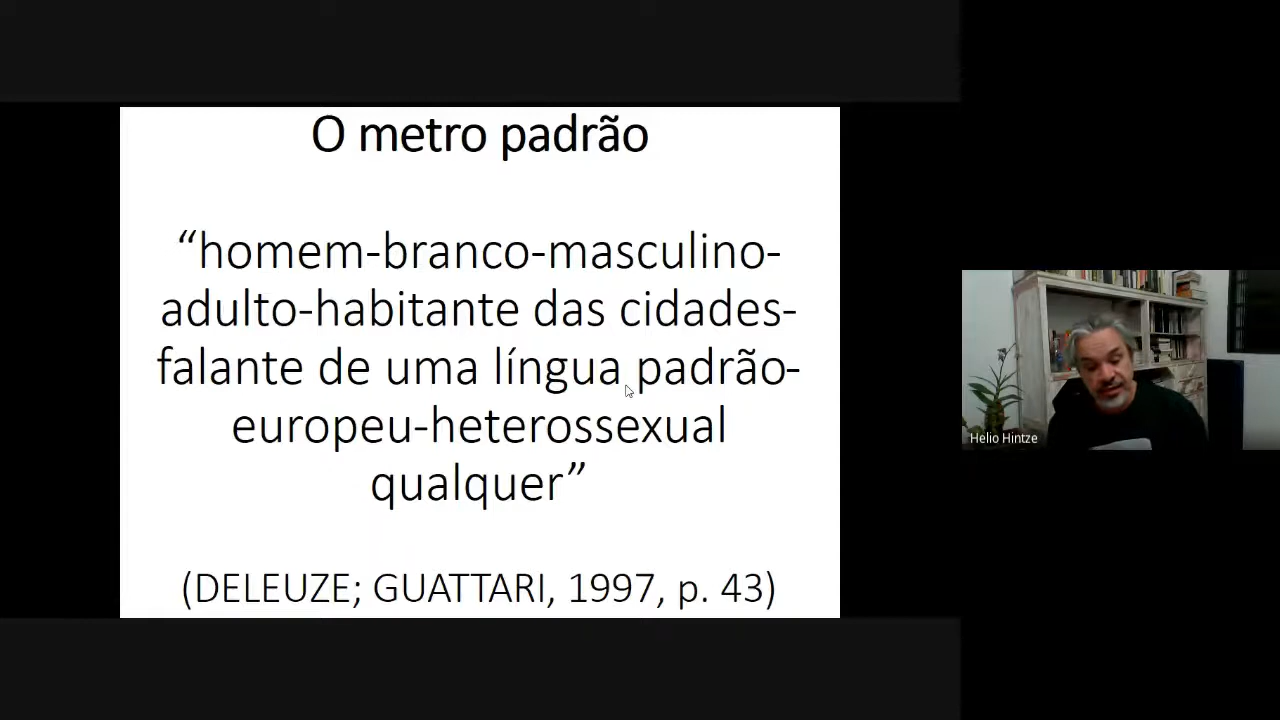 O metro padrão
“homem-branco-masculino-
adulto-habitante das cidades-
falante de uma língua padrão-
europeu-heterossexual
qualquer”
(DELEUZE; GUATTARI, 1997, p. 43)
Helio Hintze